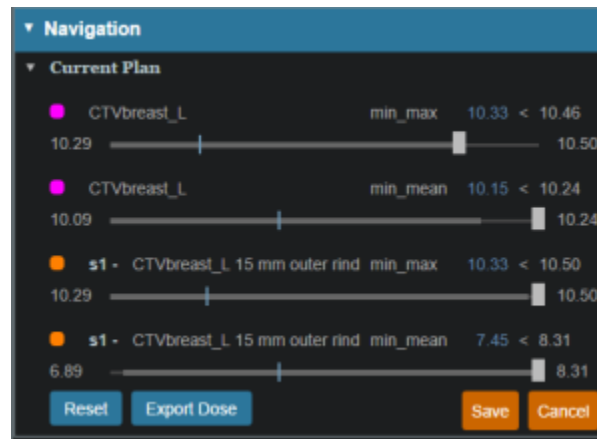 Navigation
Current Plan
CTVbreast_L min_max 10.33 < 10.46
10.29 10.50
CTVbreast_L min_mean 10.15 < 10.24
10.09 10.24
s1 - CTVbreast_L 15 mm outer rind min_max 10.33 < 10.50
10.29 10.50
s1 - CTVbreast_L 15 mm outer rind min_mean 7.45 < 8.31
6.89 8.31
Reset Export Dose Save Cancel